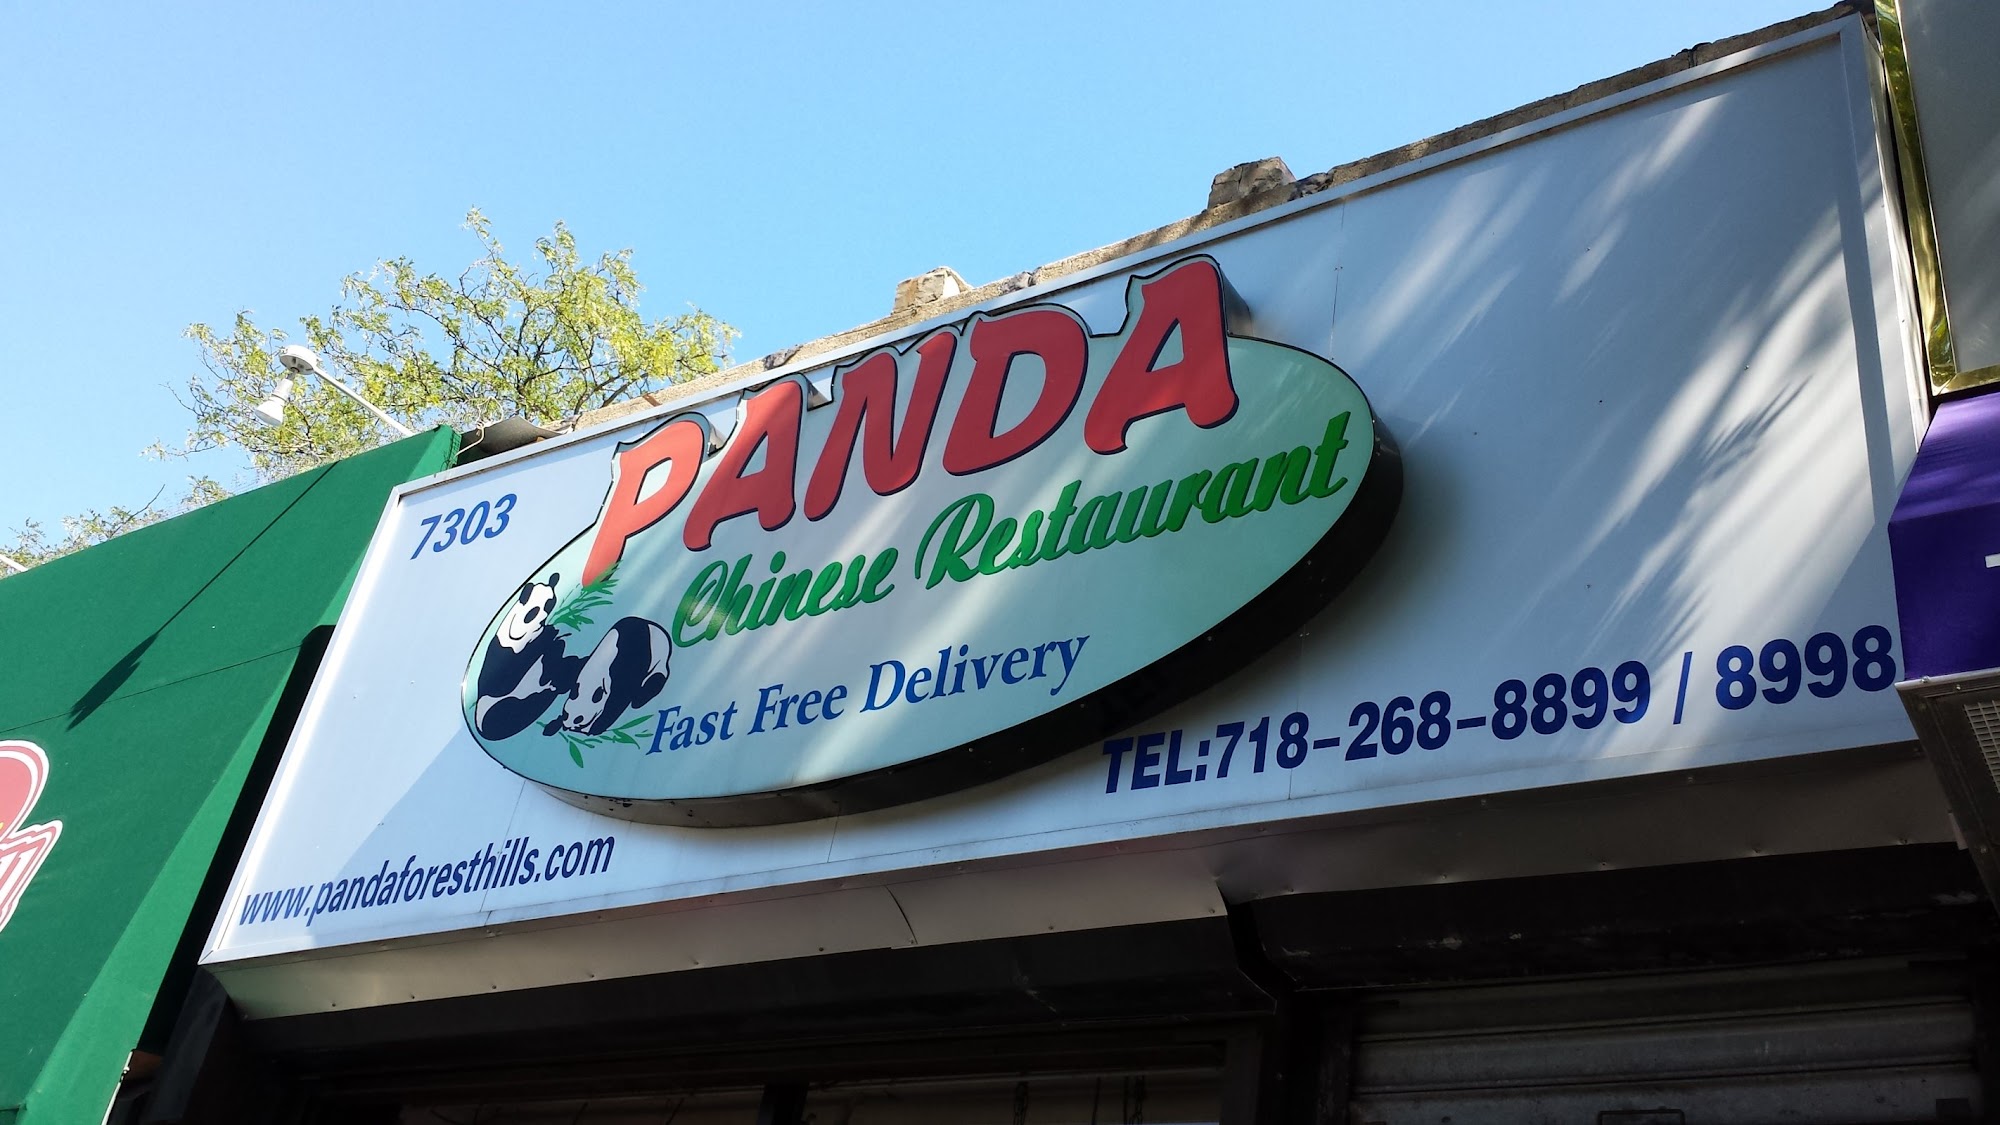 7303
PANDA
Chinese Restaurant
Fast Free Delivery
TEL:718-268-8899 / 8998
www.pandaforesthills.com